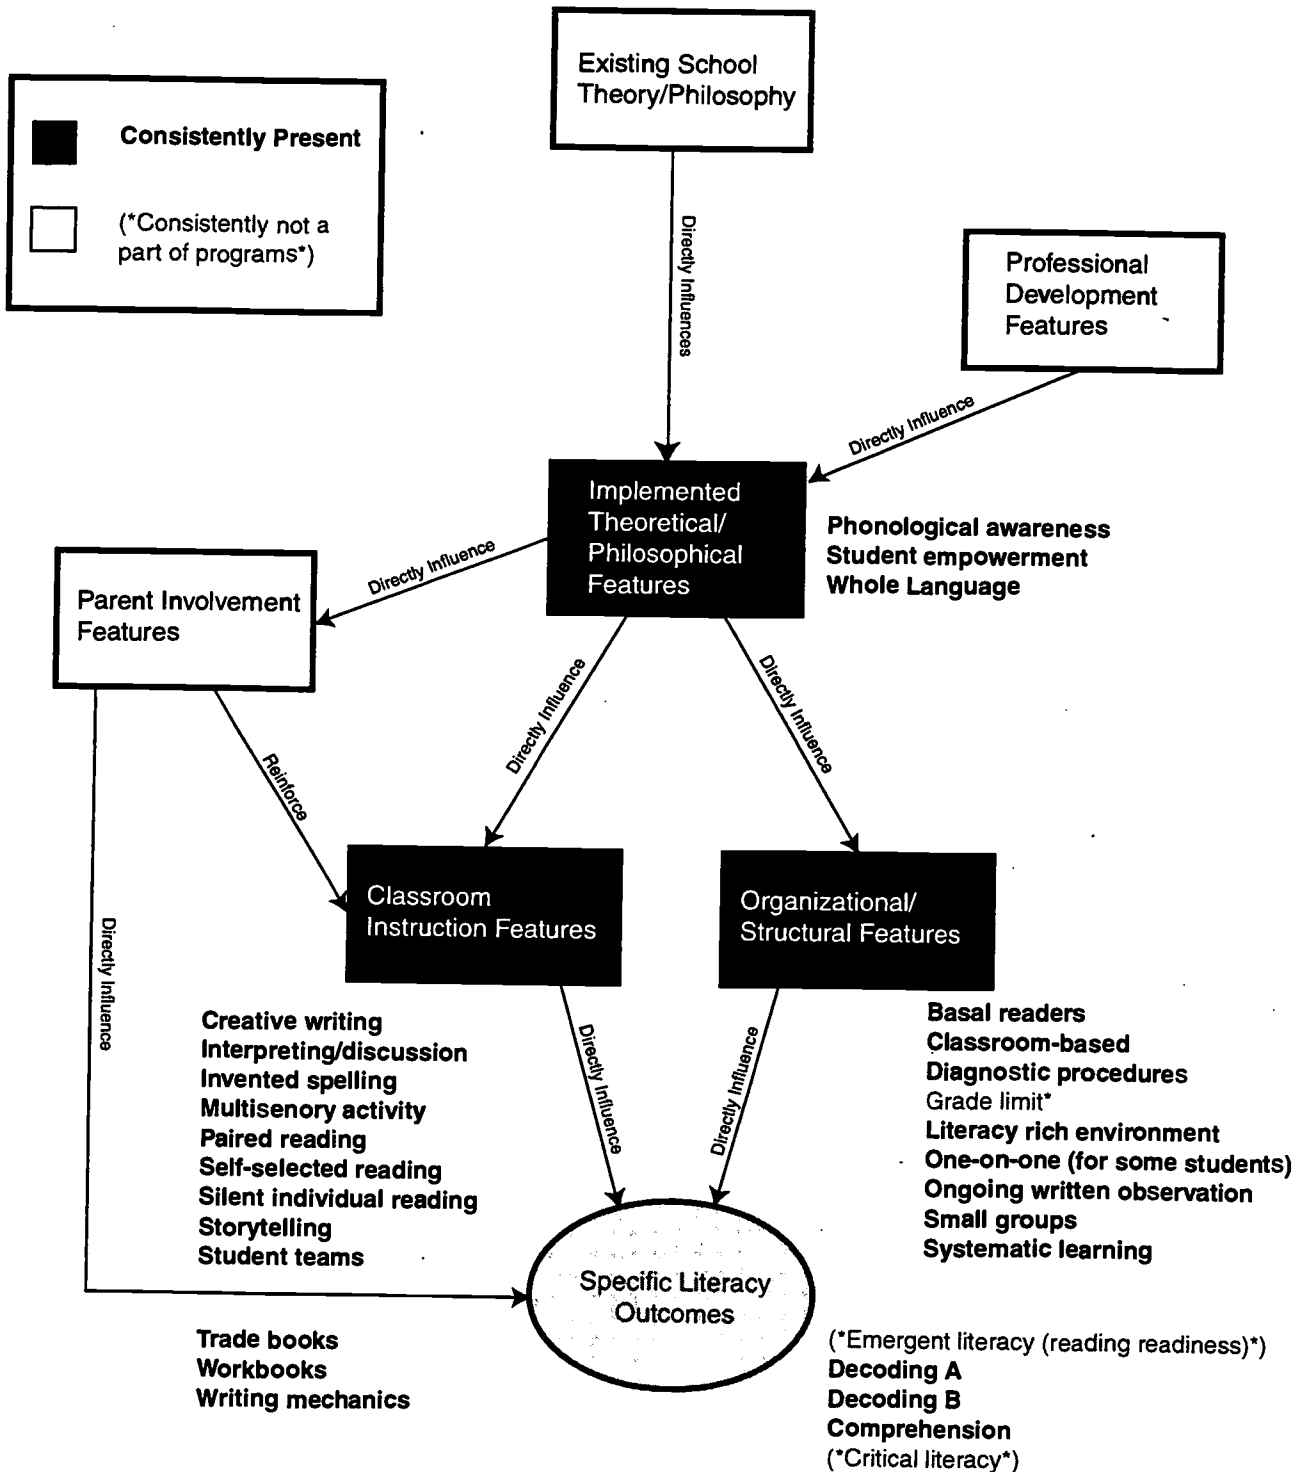 Existing School
Theory/Philosophy
Consistently Present
(*Consistently not a
part of programs*)
Directly Influences
Professional
Development
Features
Directly Influence
Implemented
Theoretical/
Philosophical
Features
Phonological awareness
Student empowerment
Whole Language
Directly Influence
Parent Involvement
Features
Directly Influence
Directly Influence
Reinforce
Classroom
Instruction Features
Organizational/
Structural Features
Directly Influence
Creative writing
Interpreting/discussion
Invented spelling
Multisenory activity
Paired reading
Self-selected reading
Silent individual reading
Storytelling
Student teams
Directly Influence
Directly Influence
Basal readers
Classroom-based
Diagnostic procedures
Grade limit*
Literacy rich environment
One-on-one (for some students)
Ongoing written observation
Small groups
Systematic learning
Specific Literacy
Outcomes
Trade books
Workbooks
Writing mechanics
(*Emergent literacy (reading readiness)*)
Decoding A
Decoding B
Comprehension
(*Critical literacy*)